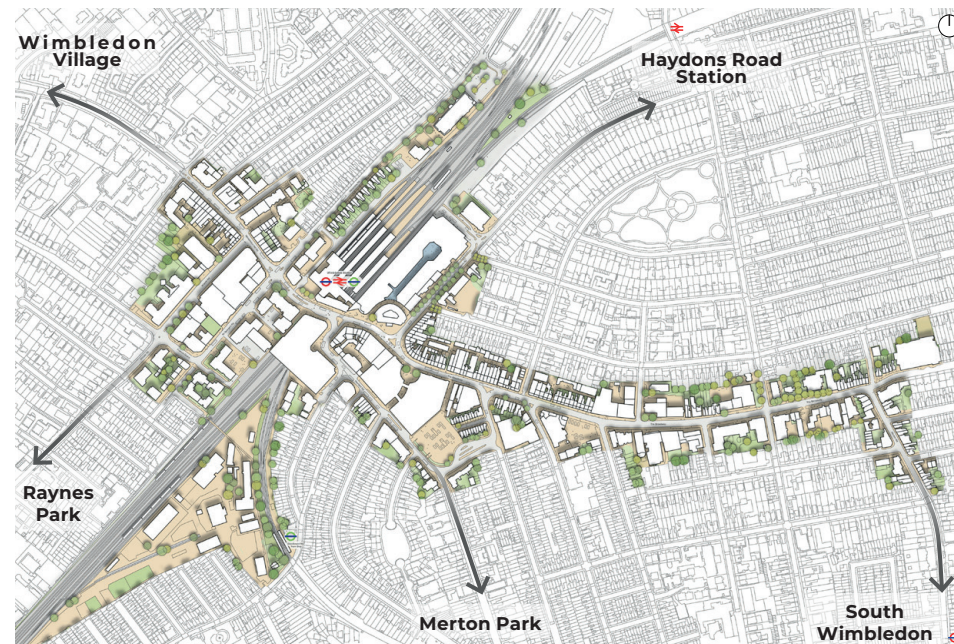 Wimbledon
Village
Haydons Road
Station
Raynes
Park
Merton Park
South
Wimbledon